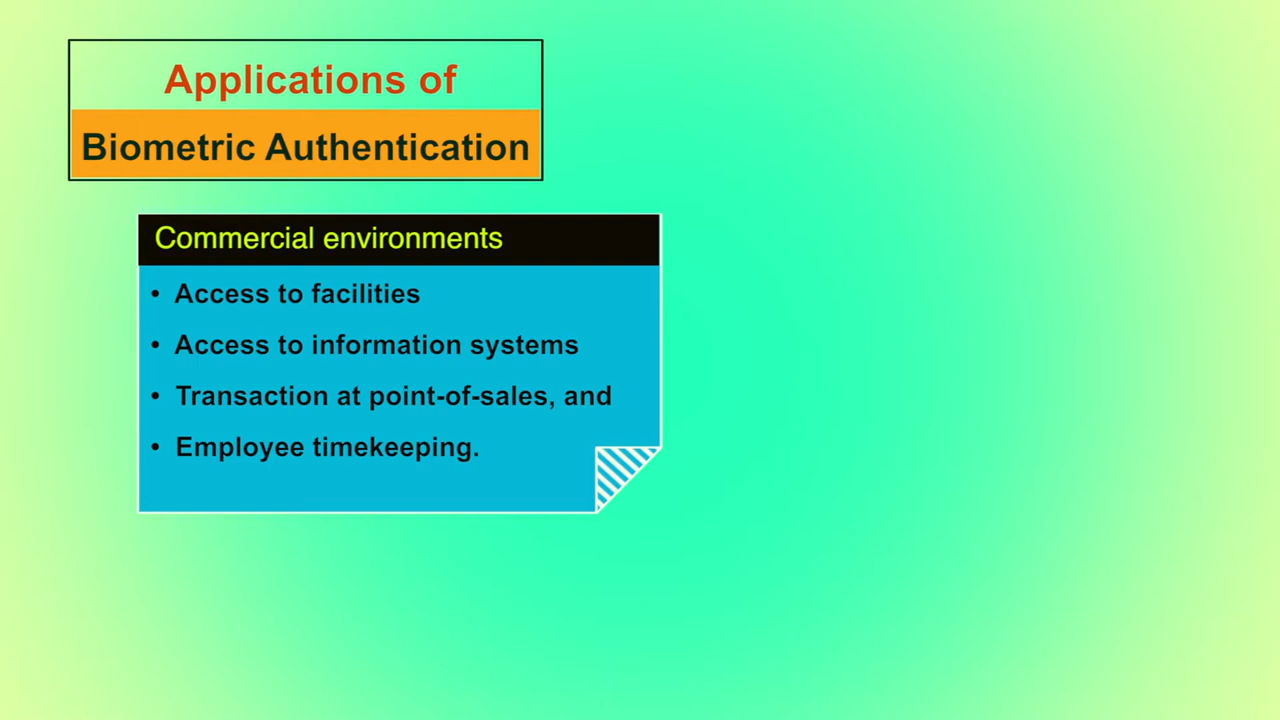 Applications of
Biometric Authentication
Commercial environments
• Access to facilities
• Access to information systems
• Transaction at point-of-sales, and
• Employee timekeeping.